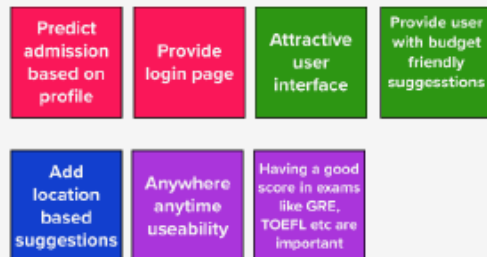 Predict
admission
based on
profile
Provide
login page
Attractive
user
interface
Provide user
with budget
friendly
suggesstions
Add
location
based
suggestions
Anywhere
anytime
useability
Having a good
score in exams
like GRE,
TOEFL etc are
important